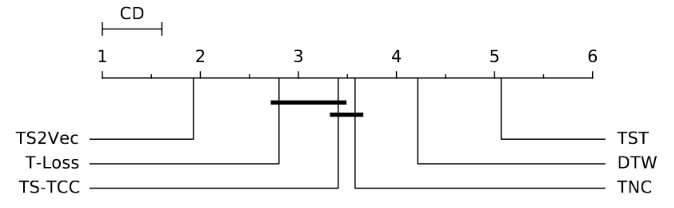 CD
1 2 3 4 5 6
TS2Vec TST
T-Loss DTW
TS-TCC TNC